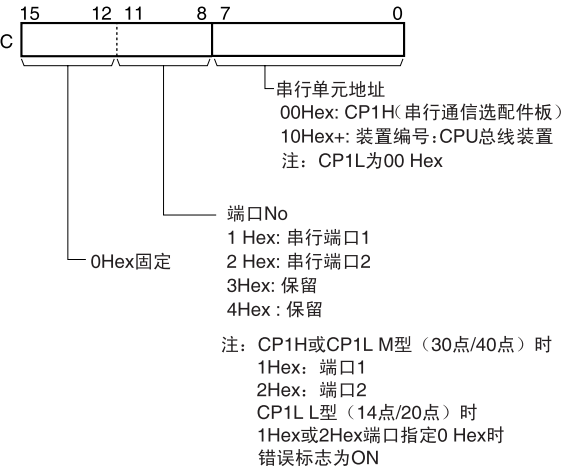 15 12 11 8 7 0
C
串行单元地址
00Hex: CP1H(串行通信选配件板)
10Hex+: 装置编号:CPU总线装置
注：CP1L为00 Hex
端口No
1 Hex: 串行端口1
2 Hex: 串行端口2
3Hex: 保留
4Hex : 保留
0Hex固定
注：CP1H或CP1L M型（30点/40点）时
1Hex：端口1
2Hex：端口2
CP1L L型（14点/20点）时
1Hex或2Hex端口指定0 Hex时
错误标志为ON